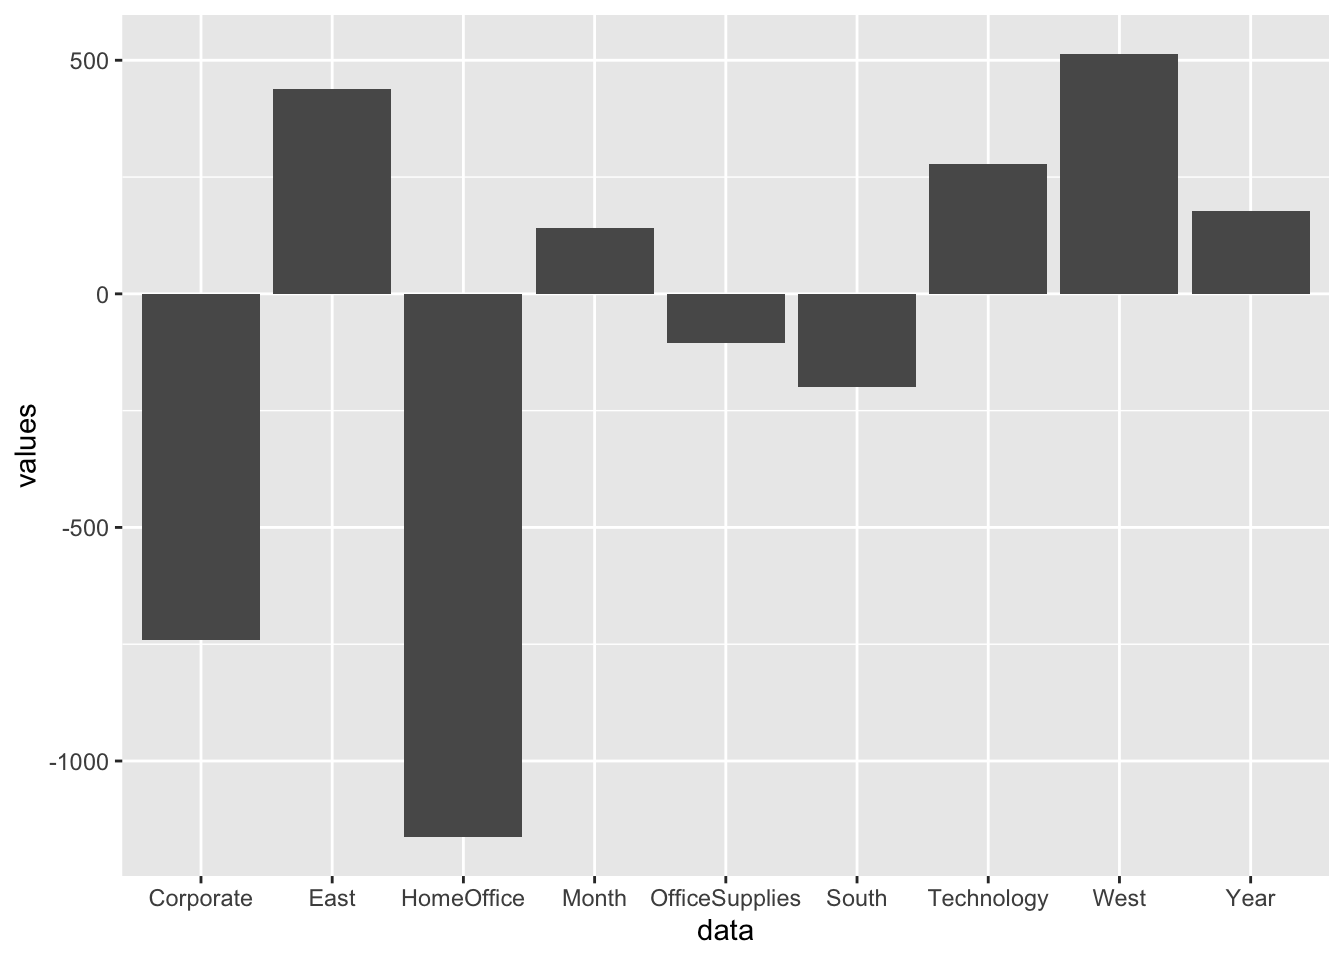 500
0
-500
-1000
values
Corporate East HomeOffice Month OfficeSupplies South Technology West Year
data